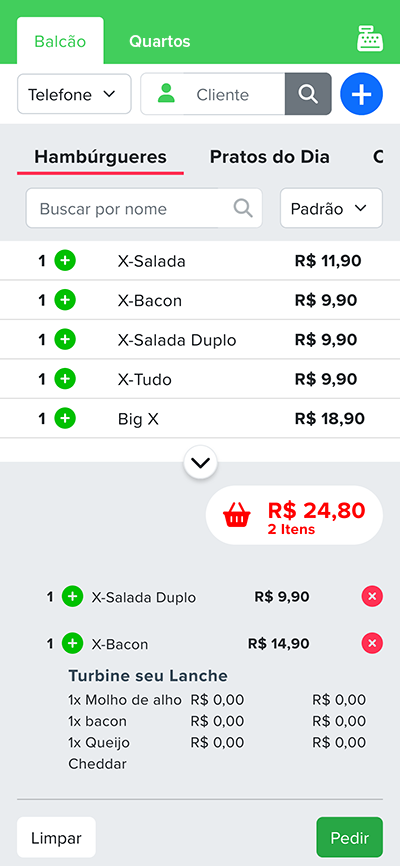 Balcão Quartos
Telefone Cliente
Hambúrgueres Pratos do Dia C
Buscar por nome Padrão
1 X-Salada R$ 11,90
1 X-Bacon R$ 9,90
1 X-Salada Duplo R$ 9,90
1 X-Tudo R$ 9,90
1 Big X R$ 18,90
R$ 24,80
2 Itens
1 X-Salada Duplo R$ 9,90
1 X-Bacon R$ 14,90
Turbine seu Lanche
1x Molho de alho R$ 0,00 R$ 0,00
1x bacon R$ 0,00 R$ 0,00
1x Queijo R$ 0,00 R$ 0,00
Cheddar
Limpar Pedir